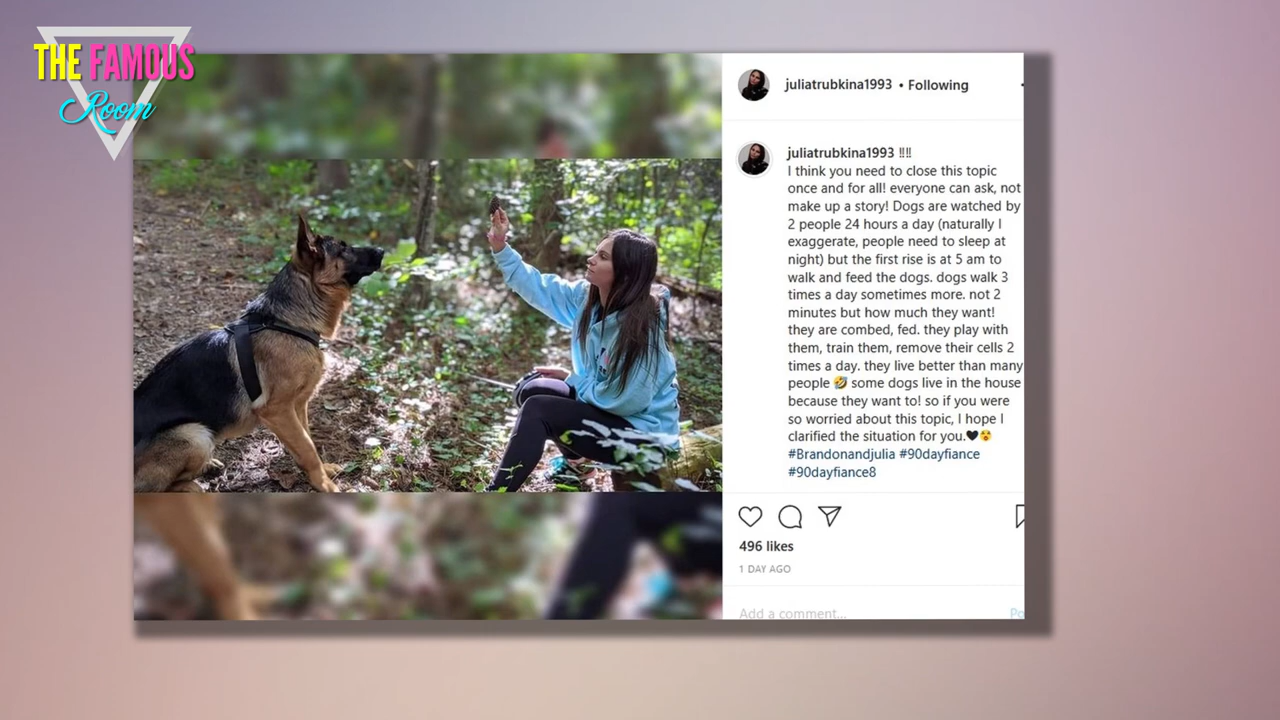 THE FAMOUS
Room
juliatrubkina1993 • Following
juliatrubkina1993 ‼‼
I think you need to close this topic
once and for all! everyone can ask, not
make up a story! Dogs are watched by
2 people 24 hours a day (naturally I
exaggerate, people need to sleep at
night) but the first rise is at 5 am to
walk and feed the dogs. dogs walk 3
times a day sometimes more. not 2
minutes but how much they want!
they are combed, fed. they play with
them, train them, remove their cells 2
times a day. they live better than many
people 🤣 some dogs live in the house
because they want to! so if you were
so worried about this topic, I hope I
clarified the situation for you.🖤😵
#Brandonandjulia #90dayfiance
#90dayfiance8
496 likes
1 DAY AGO
Add a comment...
Po